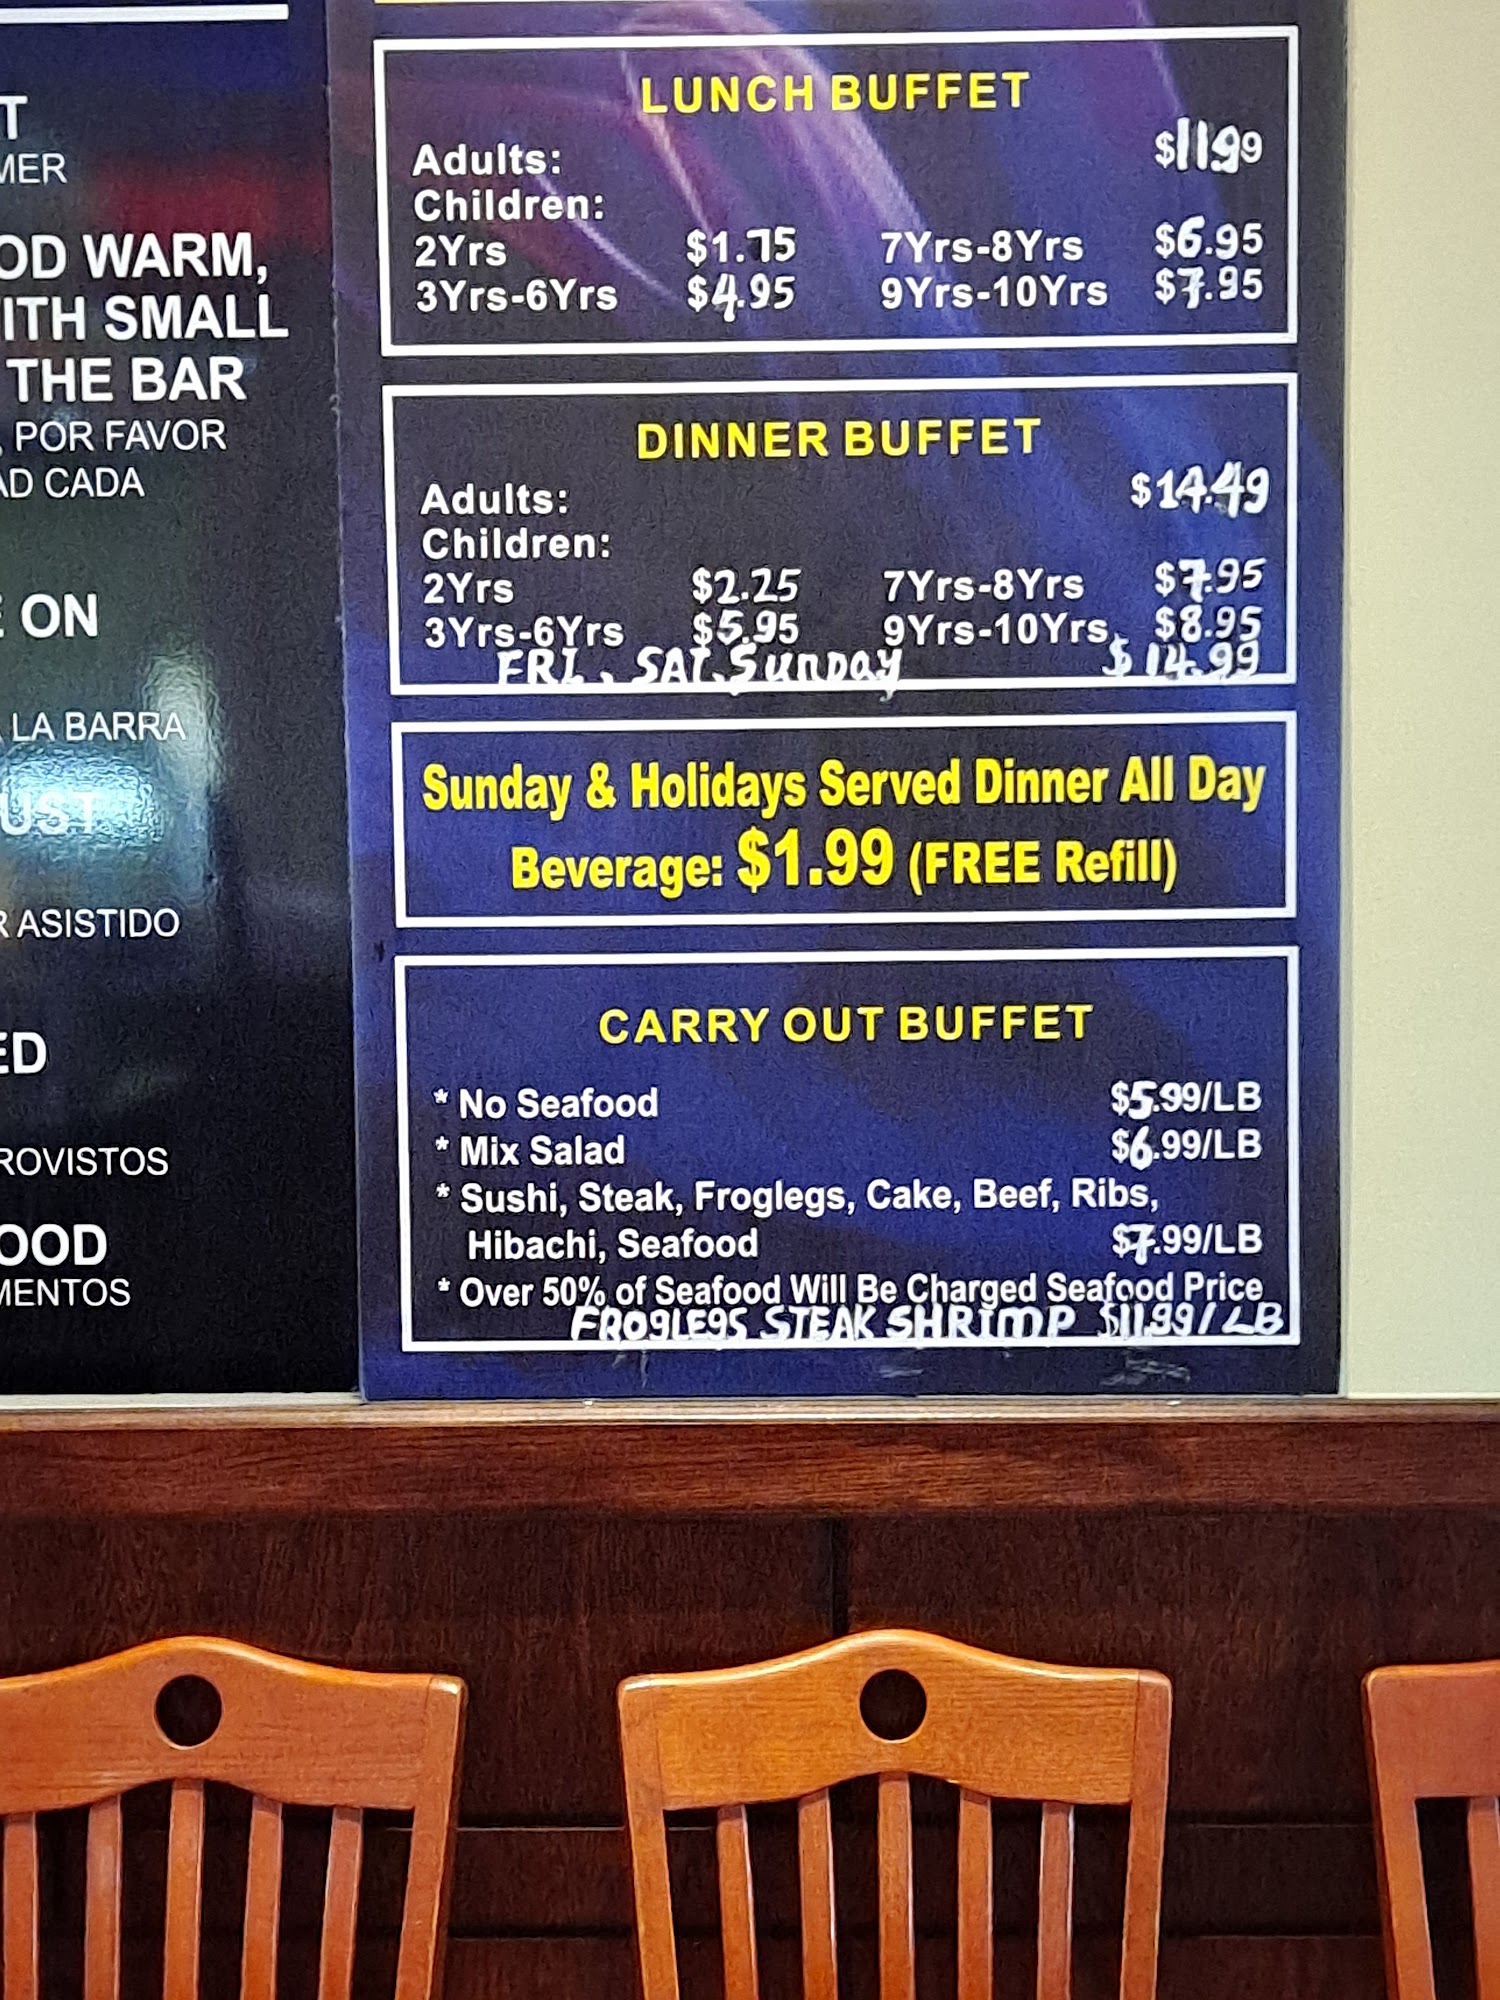 T
MER
OD WARM,
ITH SMALL
THE BAR
, POR FAVOR
AD CADA
E ON
A LA BARRA
UST
R ASISTIDO
ED
ROVISTOS
OOD
MENTOS
LUNCH BUFFET
Adults: $11.99
Children:
2Yrs $1.75 7Yrs-8Yrs $6.95
3Yrs-6Yrs $4.95 9Yrs-10Yrs $7.95
DINNER BUFFET
Adults: $14.49
Children:
2Yrs $2.25 7Yrs-8Yrs $7.95
3Yrs-6Yrs $5.95 9Yrs-10Yrs $8.95
FRI. SAT. Sunday $14.99
Sunday & Holidays Served Dinner All Day
Beverage: $1.99 (FREE Refill)
CARRY OUT BUFFET
* No Seafood $5.99/LB
* Mix Salad $6.99/LB
* Sushi, Steak, Froglegs, Cake, Beef, Ribs,
Hibachi, Seafood $7.99/LB
* Over 50% of Seafood Will Be Charged Seafood Price
FROGLEGS STEAK SHRIMP $11.99/LB